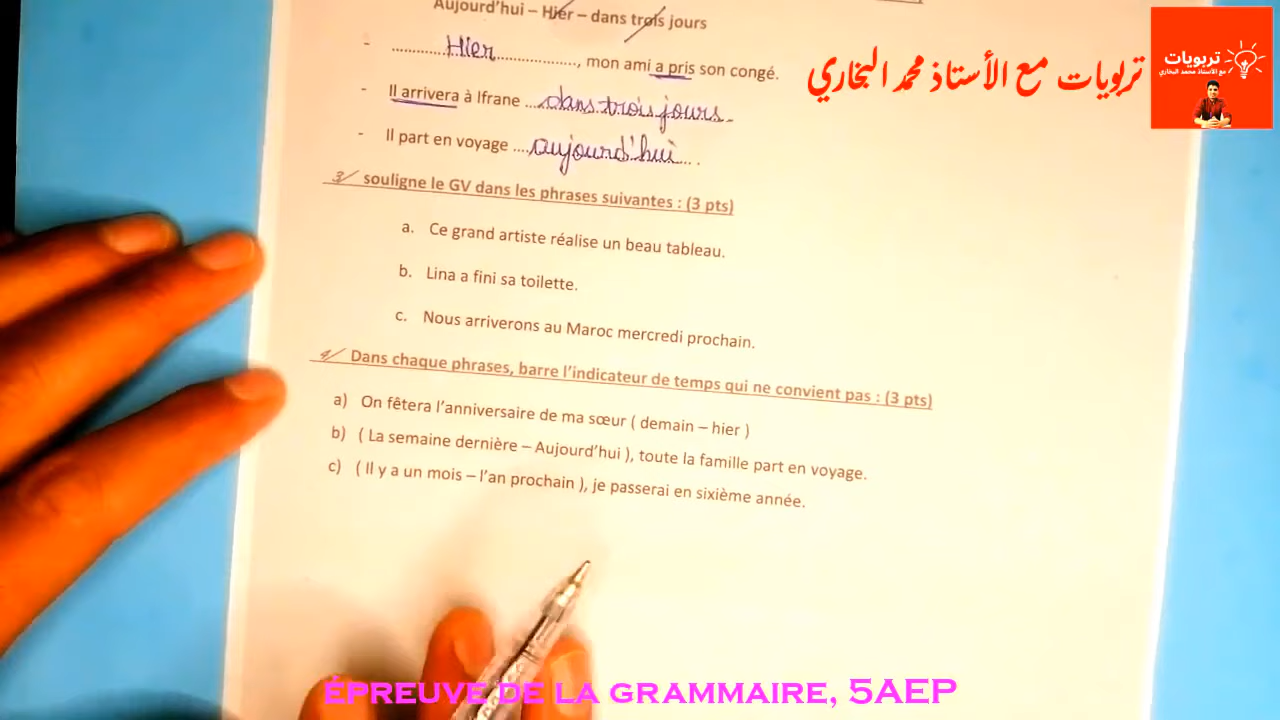 Aujourd'hui – Hier – dans trois jours
- ..........Hier................, mon ami a pris son congé.
- Il arrivera à Ifrane ....dans trois jours..
- Il part en voyage ....aujourd'hui.... .
3/ souligne le GV dans les phrases suivantes : (3 pts)
a. Ce grand artiste réalise un beau tableau.
b. Lina a fini sa toilette.
c. Nous arriverons au Maroc mercredi prochain.
4/ Dans chaque phrases, barre l'indicateur de temps qui ne convient pas : (3 pts)
a) On fêtera l'anniversaire de ma sœur ( demain – hier )
b) ( La semaine dernière – Aujourd'hui ), toute la famille part en voyage.
c) ( Il y a un mois – l'an prochain ), je passerai en sixième année.
تربويات مع الأستاذ محمد البخاري
تربويات
مع الاستاذ محمد البخاري
ÉPREUVE DE LA GRAMMAIRE, 5AEP